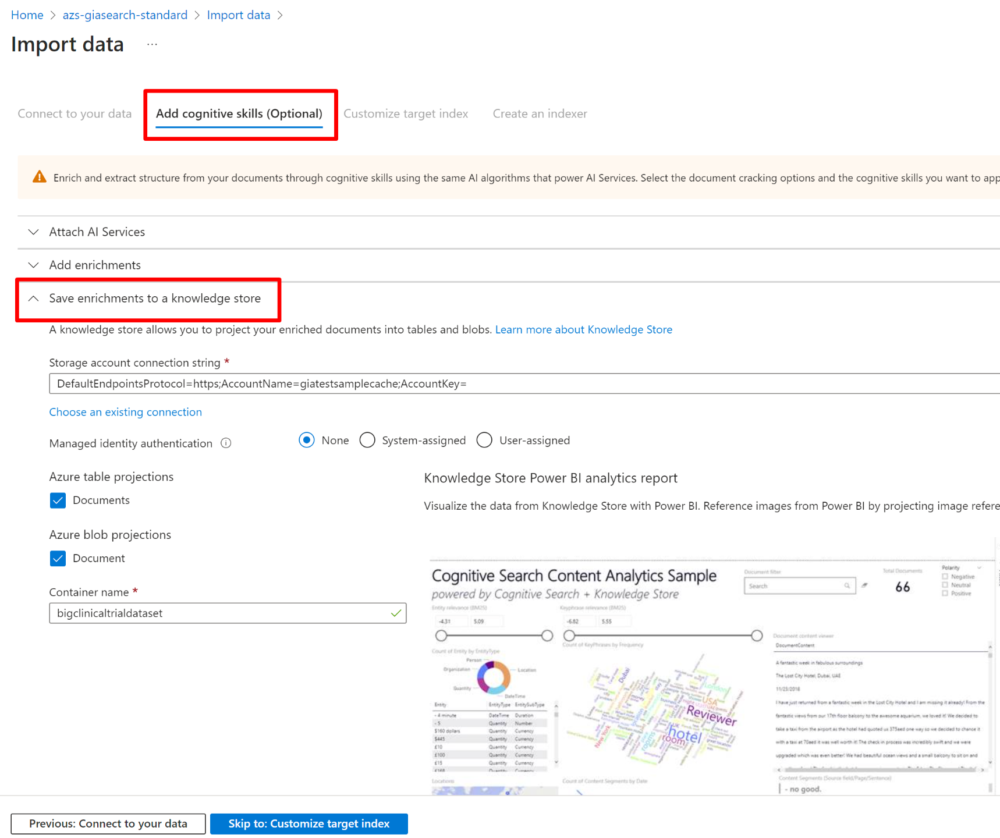 Home > azs-giasearch-standard > Import data >
Import data ...
Connect to your data Add cognitive skills (Optional) Customize target index Create an indexer
Enrich and extract structure from your documents through cognitive skills using the same AI algorithms that power AI Services. Select the document cracking options and the cognitive skills you want to app
Attach AI Services
Add enrichments
Save enrichments to a knowledge store
A knowledge store allows you to project your enriched documents into tables and blobs. Learn more about Knowledge Store
Storage account connection string *
DefaultEndpointsProtocol=https;AccountName=giatestsamplecache;AccountKey=
Choose an existing connection
Managed identity authentication None System-assigned User-assigned
Azure table projections
Documents
Azure blob projections
Document
Container name *
bigclinicaltrialdataset
Knowledge Store Power BI analytics report
Visualize the data from Knowledge Store with Power BI. Reference images from Power BI by projecting image refere
Cognitive Search Content Analytics Sample
powered by Cognitive Search + Knowledge Store
Document filter
Search
Total Documents
66
Polarity
Negative
Neutral
Positive
Entity relevance (BM25)
-4.31 5.09
Keyphrase relevance (BM25)
-6.82 5.55
Count of Entity by EntityType
Person
Organization
Location
Quantity
DateTime
Entity EntityType EntitySubType
- 4 minute DateTime Duration
- 5 Quantity Number
$160 dollars Quantity Currency
$445 Quantity Currency
£10 Quantity Currency
£100 Quantity Currency
£15 Quantity Currency
£168 Quantity Currency
Locations
Count of KeyPhrases by Frequency
Dubai
London
USA
Reviewer
UK
hotel
room
rooms
New York
location
great location
Count of Content Segments by Date
Document content viewer
DocumentContent
A fantastic week in fabulous surroundings
The Lost City Hotel, Dubai, UAE
11/23/2018
I have just returned from a fantastic week in the Lost City Hotel and I am missing it already! From the
fantastic views from our 17th floor balcony to the awesome aquarium, we loved it! We decided to
take a taxi from the airport as the hotel had quoted us 375aed one way so we decided to chance it
with a taxi at 70aed it was well worth it! The check in process was incredibly swift and we were
upgraded which was even better! We had beautiful ocean views and a small balcony to sit on and
Content Segments (Source field/Page/Sentence)
- no good.
Previous: Connect to your data Skip to: Customize target index